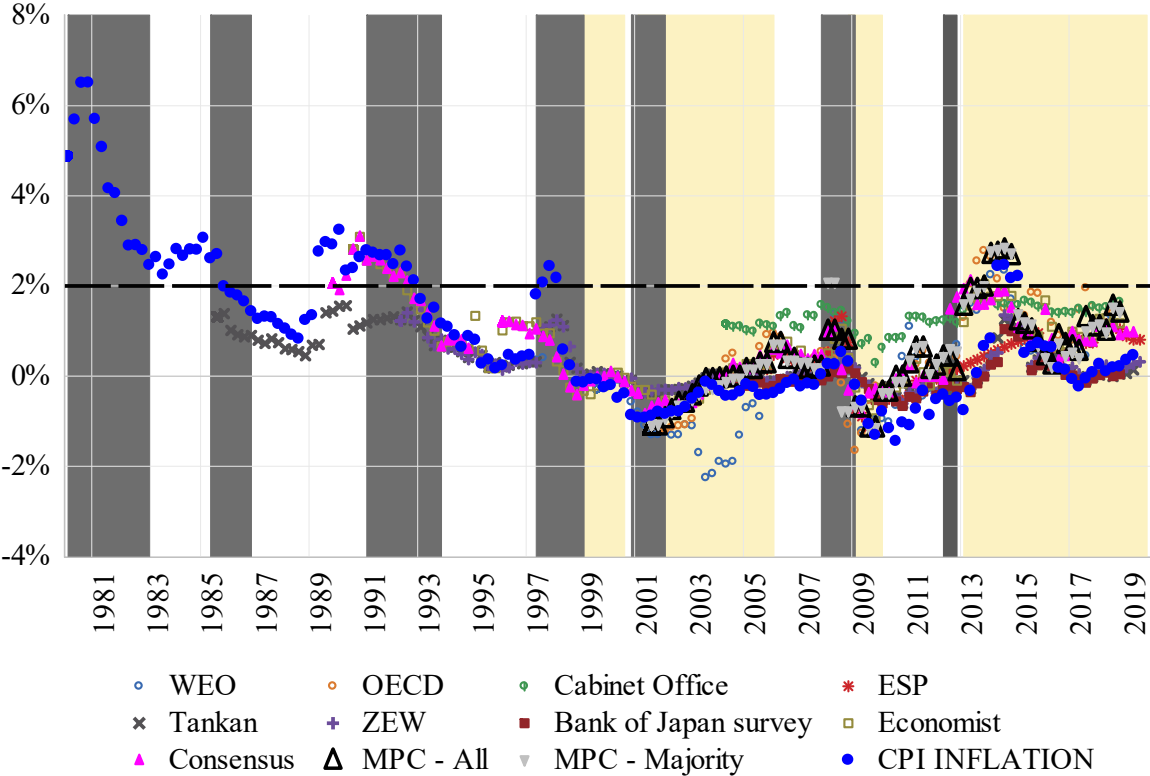 8%
6%
4%
2%
0%
-2%
-4%
1981 1983 1985 1987 1989 1991 1993 1995 1997 1999 2001 2003 2005 2007 2009 2011 2013 2015 2017 2019
WEO OECD Cabinet Office ESP
Tankan ZEW Bank of Japan survey Economist
Consensus MPC - All MPC - Majority CPI INFLATION